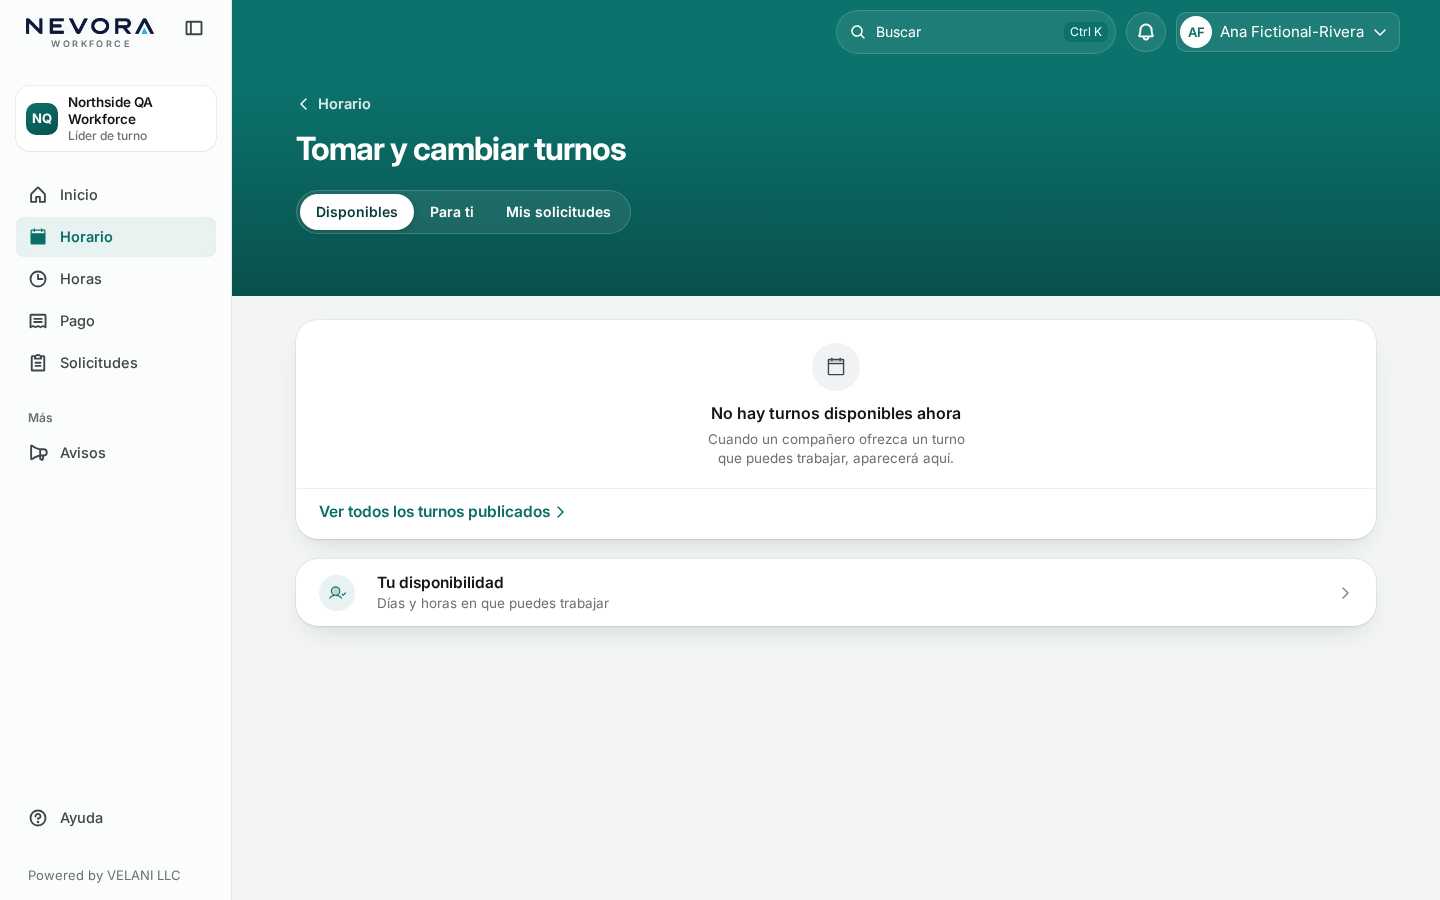 NEVORA
WORKFORCE
Buscar
Ctrl K
AF
Ana Fictional-Rivera
NQ
Northside QA
Workforce
Líder de turno
Inicio
Horario
Horas
Pago
Solicitudes
Más
Avisos
Ayuda
Powered by VELANI LLC
Horario
Tomar y cambiar turnos
Disponibles
Para ti
Mis solicitudes
No hay turnos disponibles ahora
Cuando un compañero ofrezca un turno
que puedes trabajar, aparecerá aquí.
Ver todos los turnos publicados
Tu disponibilidad
Días y horas en que puedes trabajar